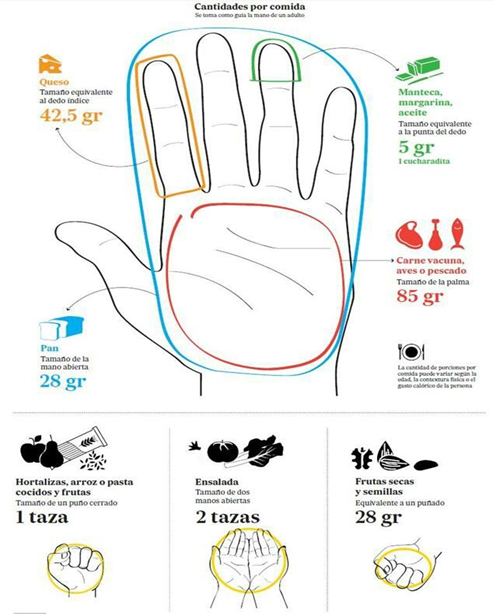 Cantidades por comida
Se toma como guía la mano de un adulto
Queso
Tamaño equivalente
al dedo índice
42,5 gr
Manteca,
margarina,
aceite
Tamaño equivalente
a la punta del dedo
5 gr
1 cucharadita
Carne vacuna,
aves o pescado
Tamaño de la palma
85 gr
Pan
Tamaño de la
mano abierta
28 gr
La cantidad de porciones por
comida puede variar según la
edad, la contextura física o el
gasto calórico de la persona
Hortalizas, arroz o pasta
cocidos y frutas
Tamaño de un puño cerrado
1 taza
Ensalada
Tamaño de dos
manos abiertas
2 tazas
Frutas secas
y semillas
Equivalente a un puñado
28 gr